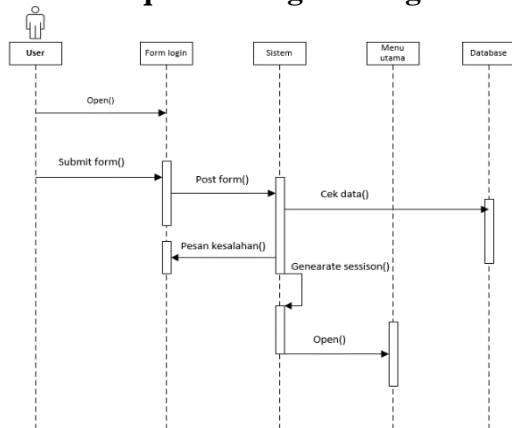 User
Form login
Sistem
Menu
utama
Database
Open()
Submit form()
Post form()
Cek data()
Pesan kesalahan()
Genearate sessison()
Open()